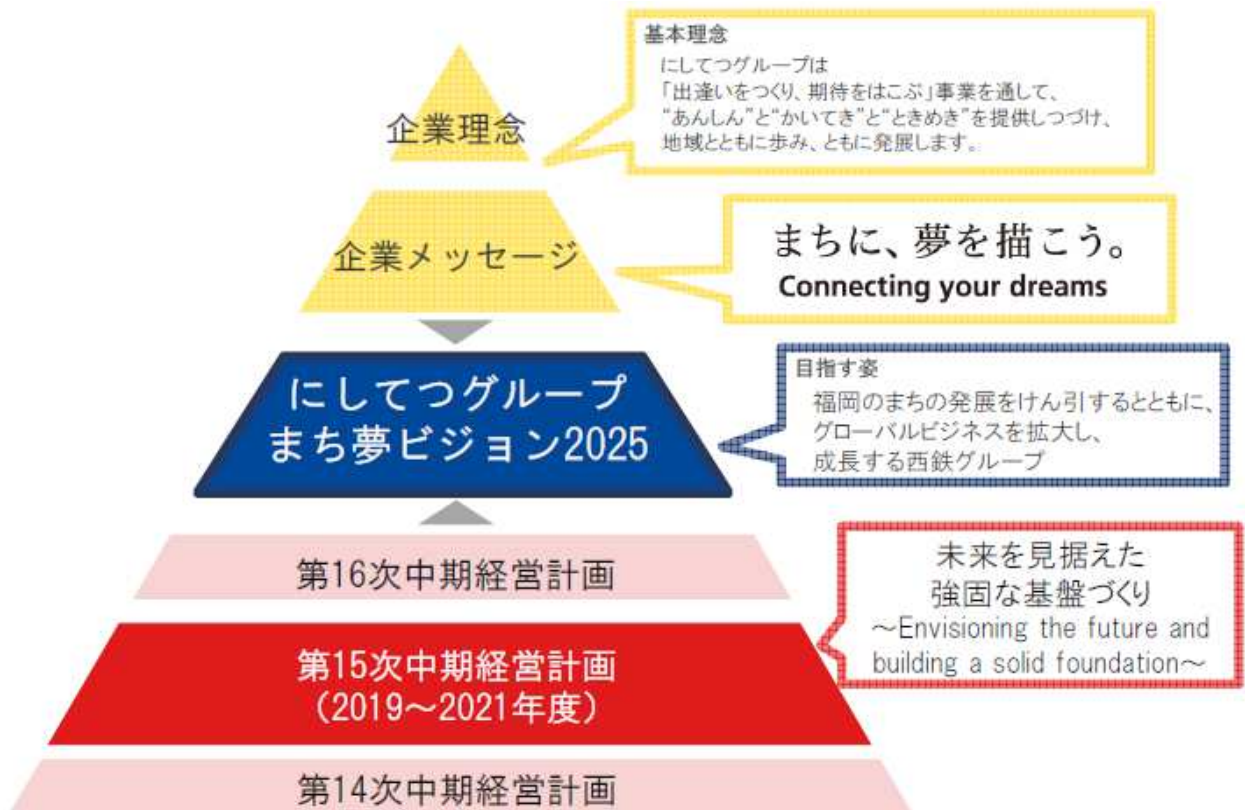 企業理念
基本理念
にしてつグループは
「出逢いをつくり、期待をはこぶ」事業を通して、
“あんしん”と“かいてき”と“ときめき”を提供しつづけ、
地域とともに歩み、ともに発展します。
企業メッセージ
まちに、夢を描こう。
Connecting your dreams
にしてつグループ
まち夢ビジョン2025
目指す姿
福岡のまちの発展をけん引するとともに、
グローバルビジネスを拡大し、
成長する西鉄グループ
第16次中期経営計画
第15次中期経営計画
（2019～2021年度）
未来を見据えた
強固な基盤づくり
～Envisioning the future and
building a solid foundation～
第14次中期経営計画